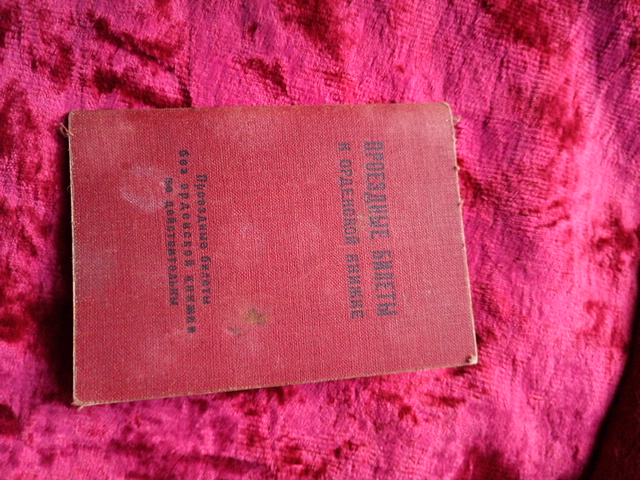 ПРОЕЗДНЫЕ БИЛЕТЫ
К ОРДЕНСКОЙ КНИЖКЕ
Проездные билеты
без орденской книжки
не действительны